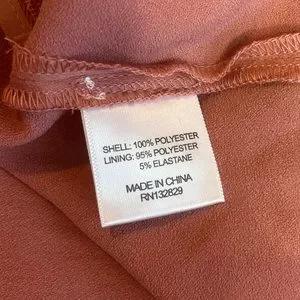 SHELL: 100% POLYESTER
LINING: 95% POLYESTER
5% ELASTANE
MADE IN CHINA
RN132829